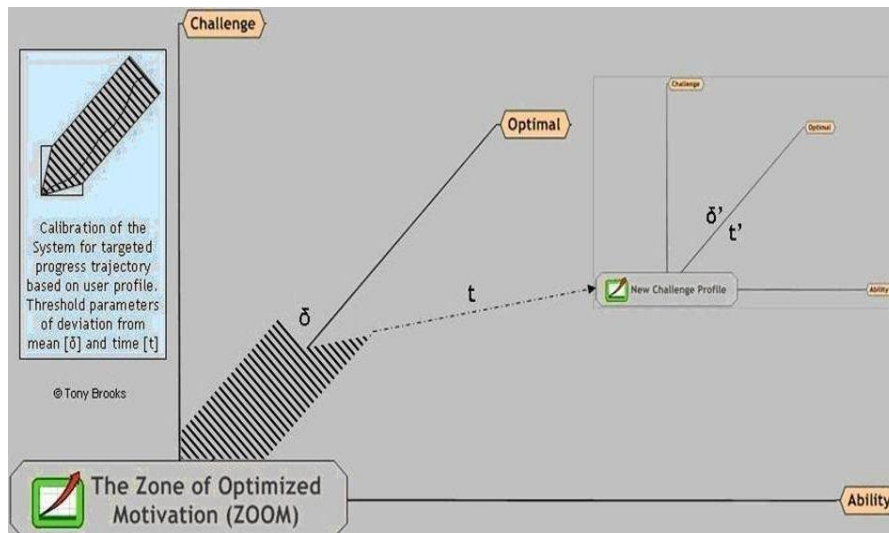 Challenge
Optimal
Calibration of the
System for targeted
progress trajectory
based on user profile.
Threshold parameters
of deviation from
mean [δ] and time [t]
© Tony Brooks
δ
t
Challenge
Optimal
δ’
t’
New Challenge Profile
Ability
The Zone of Optimized
Motivation (ZOOM)
Ability